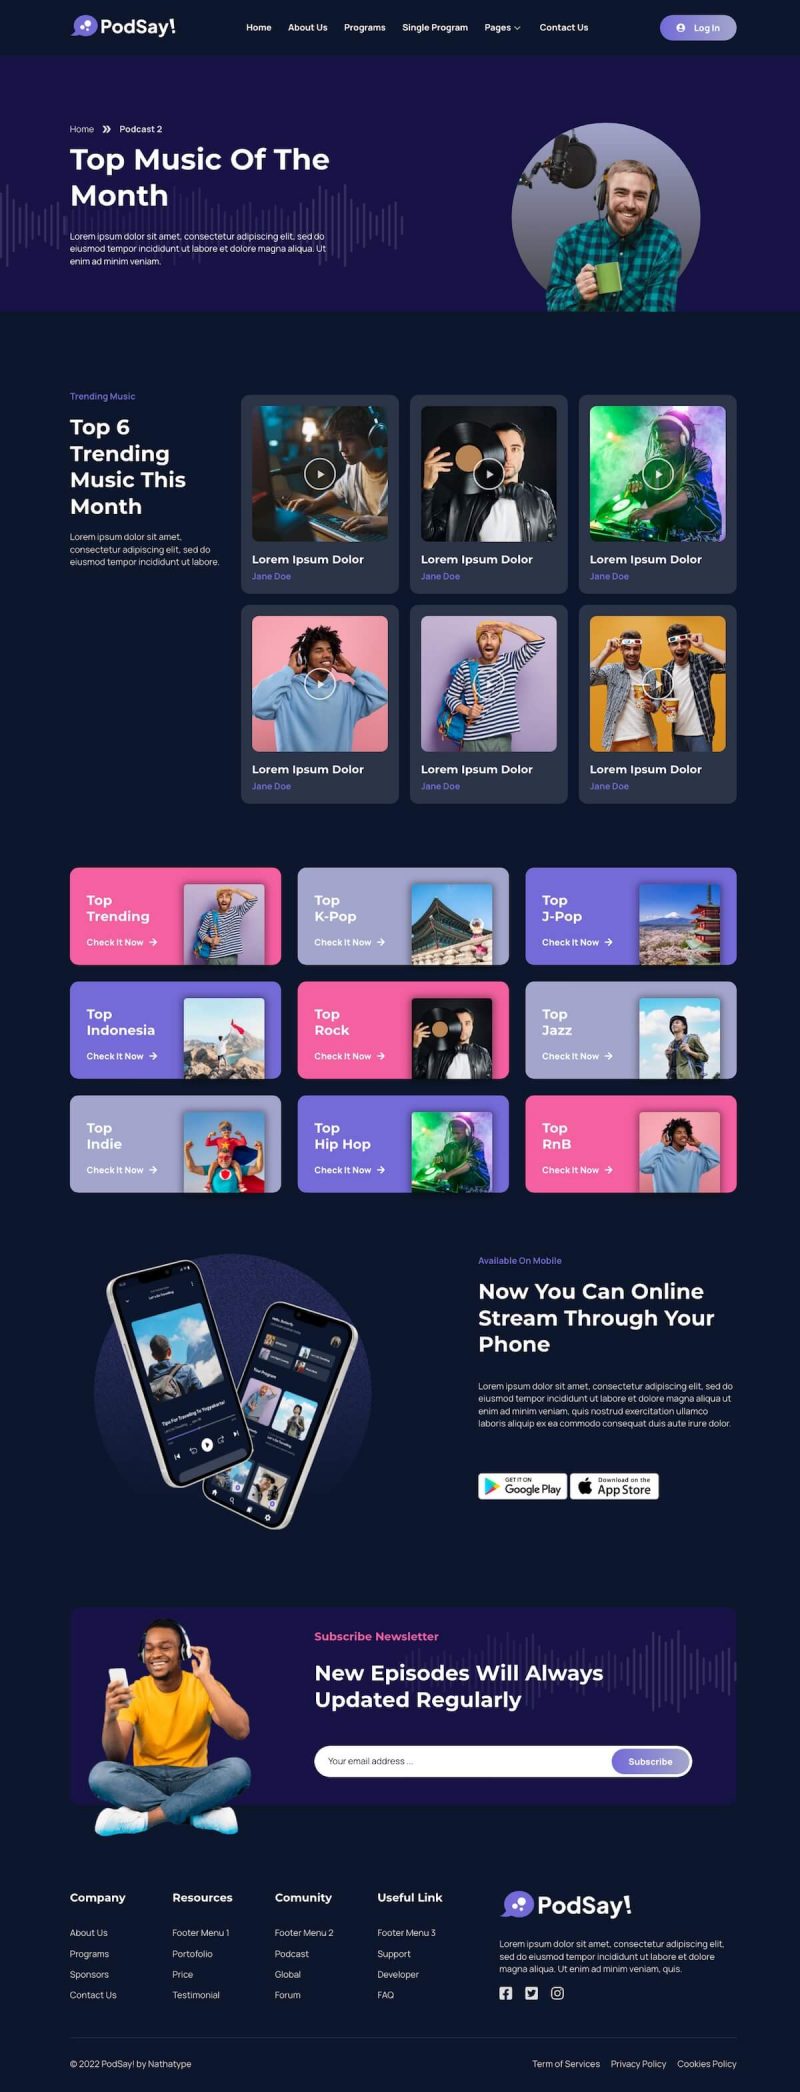 PodSay!
Home About Us Programs Single Program Pages Contact Us
Log In
Home Podcast 2
Top Music Of The
Month
Lorem ipsum dolor sit amet, consectetur adipiscing elit, sed do
eiusmod tempor incididunt ut labore et dolore magna aliqua. Ut
enim ad minim veniam.
Trending Music
Top 6
Trending
Music This
Month
Lorem ipsum dolor sit amet,
consectetur adipiscing elit, sed do
eiusmod tempor incididunt ut labore.
Lorem Ipsum Dolor
Jane Doe
Lorem Ipsum Dolor
Jane Doe
Lorem Ipsum Dolor
Jane Doe
Lorem Ipsum Dolor
Jane Doe
Lorem Ipsum Dolor
Jane Doe
Lorem Ipsum Dolor
Jane Doe
Top
Trending
Check It Now
Top
K-Pop
Check It Now
Top
J-Pop
Check It Now
Top
Indonesia
Check It Now
Top
Rock
Check It Now
Top
Jazz
Check It Now
Top
Indie
Check It Now
Top
Hip Hop
Check It Now
Top
RnB
Check It Now
Tips For Travelling To Yogyakarta!
Your Program
Available On Mobile
Now You Can Online
Stream Through Your
Phone
Lorem ipsum dolor sit amet, consectetur adipiscing elit, sed do
eiusmod tempor incididunt ut labore et dolore magna aliqua ut
enim ad minim veniam, quis nostrud exercitation ullamco
laboris aliquip ex ea commodo consequat duis aute irure dolor.
GET IT ON
Google Play
Download on the
App Store
Subscribe Newsletter
New Episodes Will Always
Updated Regularly
Your email address ...
Subscribe
Company
About Us
Programs
Sponsors
Contact Us
Resources
Footer Menu 1
Portofolio
Price
Testimonial
Comunity
Footer Menu 2
Podcast
Global
Forum
Useful Link
Footer Menu 3
Support
Developer
FAQ
PodSay!
Lorem ipsum dolor sit amet, consectetur adipiscing elit,
sed do eiusmod tempor incididunt ut labore et dolore
magna aliqua. Ut enim ad minim veniam, quis.
© 2022 PodSay! by Nathatype
Term of Services Privacy Policy Cookies Policy